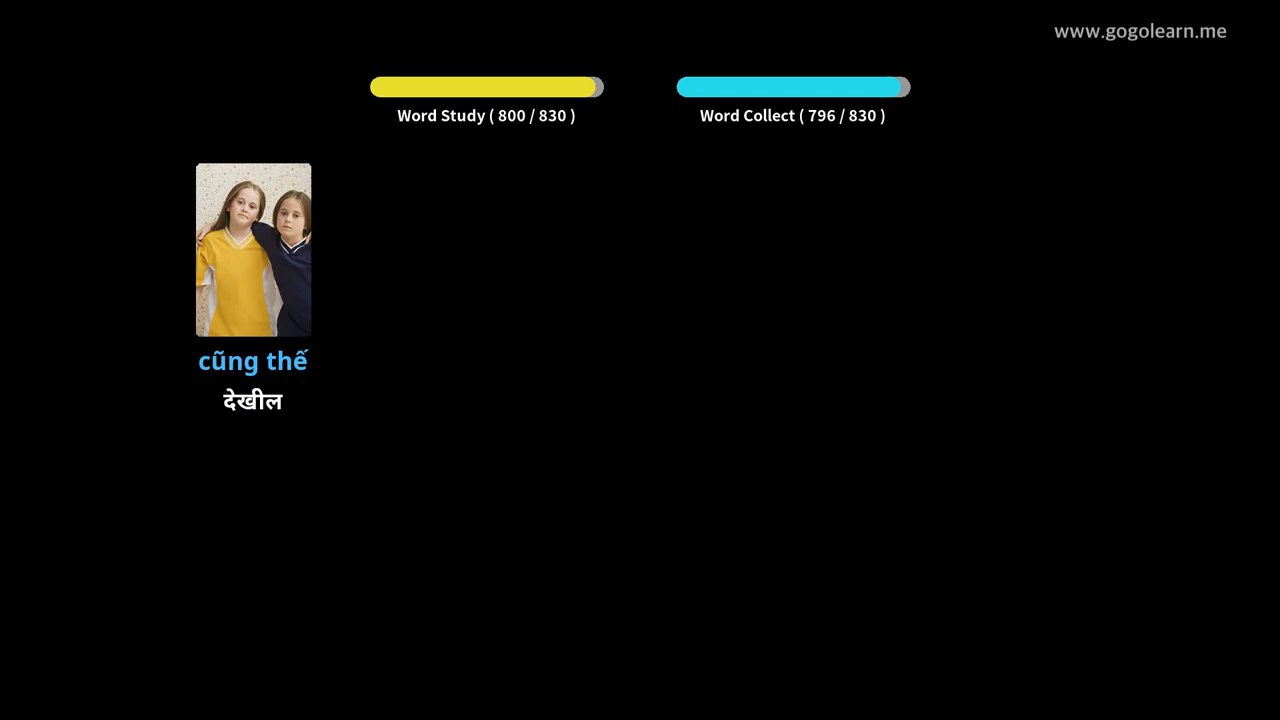 www.gogolearn.me
Word Study ( 800 / 830 )
Word Collect ( 796 / 830 )
cũng thế
देखील